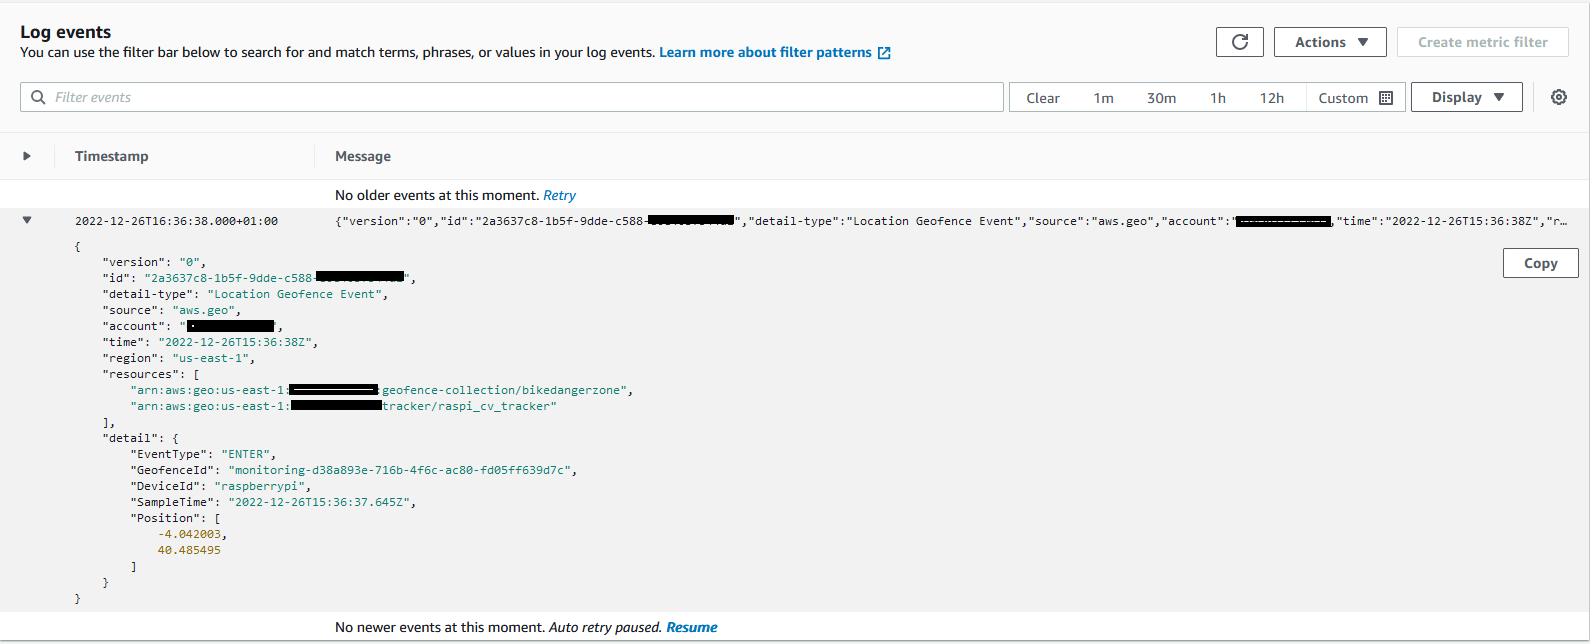 Log events
You can use the filter bar below to search for and match terms, phrases, or values in your log events. Learn more about filter patterns
Actions
Create metric filter
Filter events
Clear 1m 30m 1h 12h Custom
Display
Timestamp Message
No older events at this moment. Retry
2022-12-26T16:36:38.000+01:00 {"version":"0","id":"2a3637c8-1b5f-9dde-c588- ","detail-type":"Location Geofence Event","source":"aws.geo","account":" ,"time":"2022-12-26T15:36:38Z","r…
{
"version": "0",
"id": "2a3637c8-1b5f-9dde-c588- ",
"detail-type": "Location Geofence Event",
"source": "aws.geo",
"account": " ",
"time": "2022-12-26T15:36:38Z",
"region": "us-east-1",
"resources": [
"arn:aws:geo:us-east-1: :geofence-collection/bikedangerzone",
"arn:aws:geo:us-east-1: tracker/raspi_cv_tracker"
],
"detail": {
"EventType": "ENTER",
"GeofenceId": "monitoring-d38a893e-716b-4f6c-ac80-fd05ff639d7c",
"DeviceId": "raspberrypi",
"SampleTime": "2022-12-26T15:36:37.645Z",
"Position": [
-4.042003,
40.485495
]
}
}
Copy
No newer events at this moment. Auto retry paused. Resume